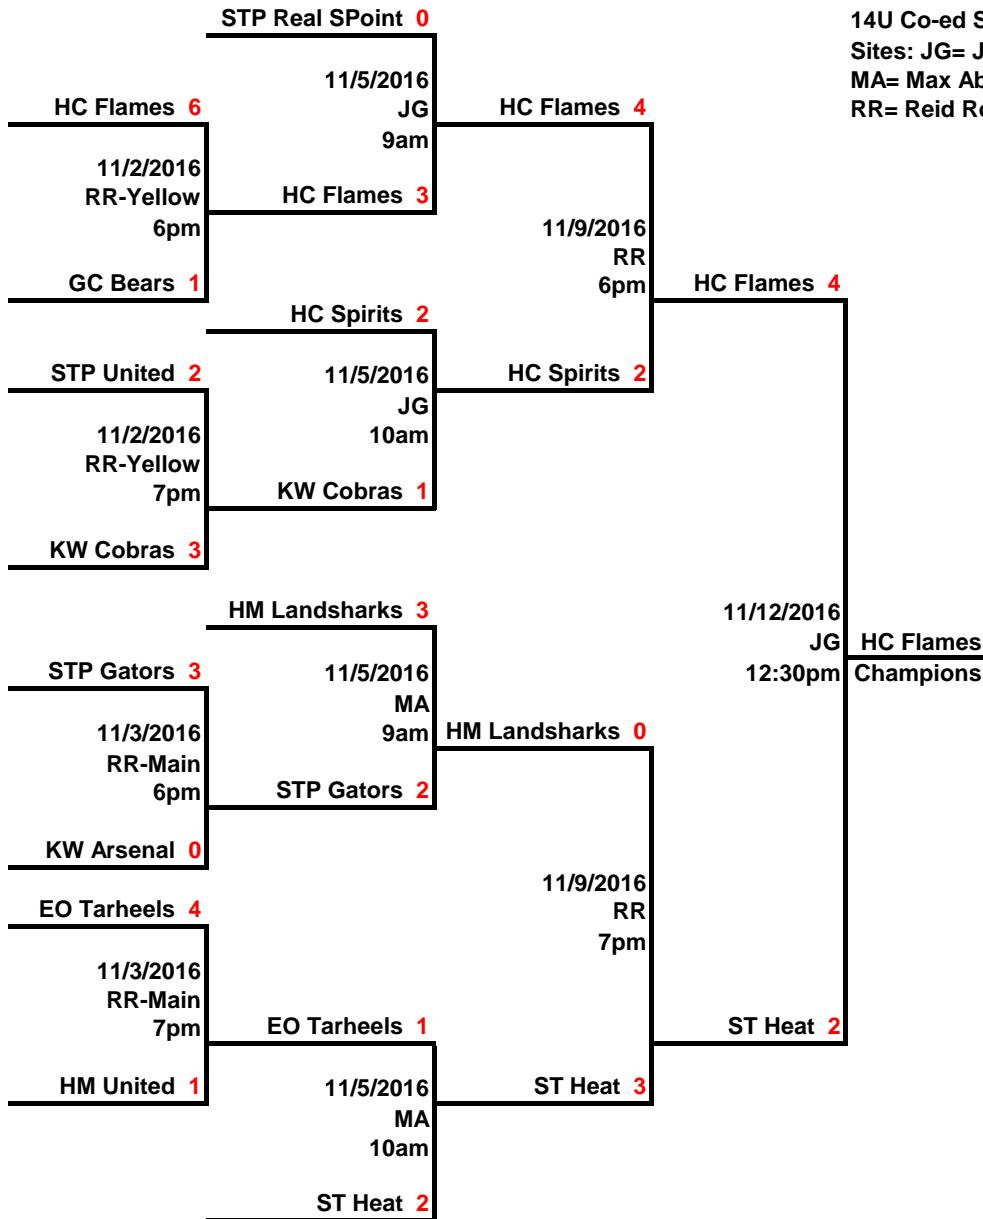 STP Real SPoint 0
14U Co-ed
Sites: JG=
MA= Max
RR= Reid
11/5/2016
JG
9am
HC Flames 6
HC Flames 4
11/2/2016
RR-Yellow
6pm
HC Flames 3
11/9/2016
RR
6pm
GC Bears 1
HC Flames 4
HC Spirits 2
STP United 2
11/5/2016
JG
10am
HC Spirits 2
11/2/2016
RR-Yellow
7pm
KW Cobras 1
KW Cobras 3
HM Landsharks 3
11/12/2016
JG
12:30pm
HC Flames
Champions
STP Gators 3
11/5/2016
MA
9am
HM Landsharks 0
11/3/2016
RR-Main
6pm
STP Gators 2
KW Arsenal 0
11/9/2016
RR
7pm
EO Tarheels 4
11/3/2016
RR-Main
7pm
EO Tarheels 1
ST Heat 2
HM United 1
11/5/2016
MA
10am
ST Heat 3
ST Heat 2